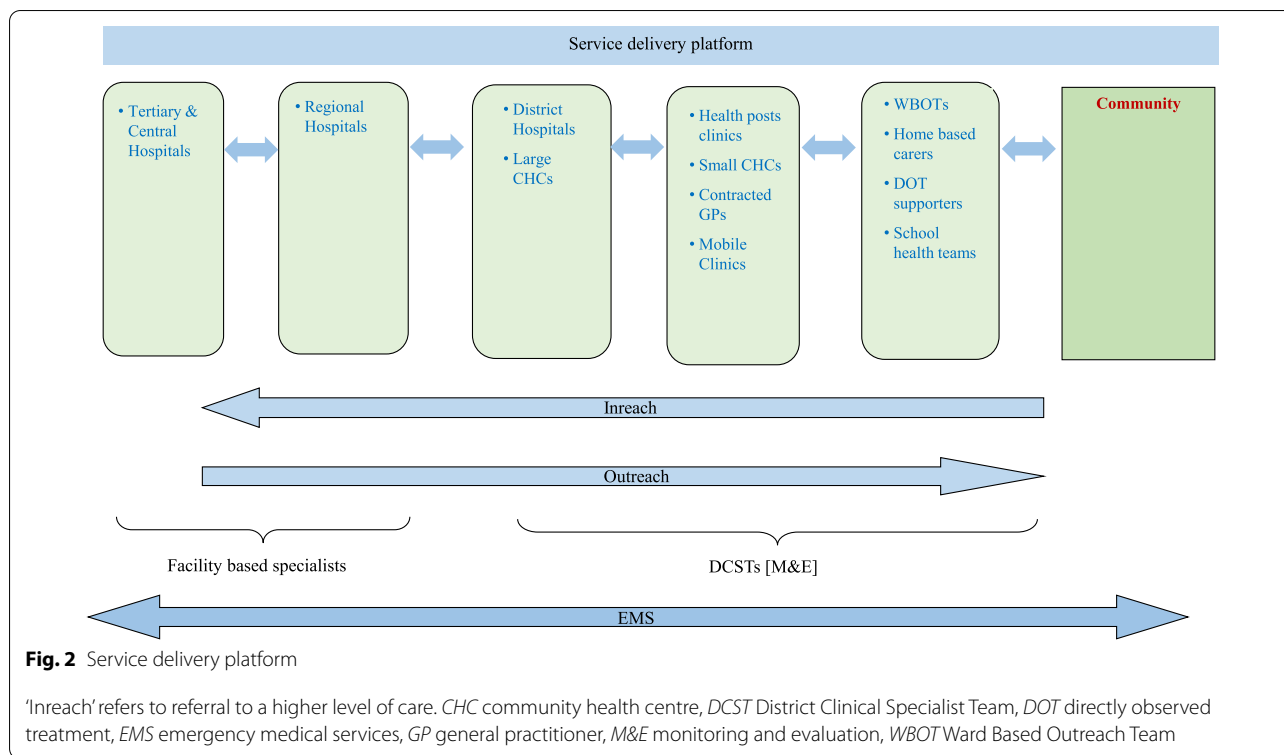 Service delivery platform
• Tertiary &
Central
Hospitals
• Regional
Hospitals
• District
Hospitals
• Large
CHCs
• Health posts
clinics
• Small CHCs
• Contracted
GPs
• Mobile
Clinics
• WBOTs
• Home based
carers
• DOT
supporters
• School
health teams
Community
Inreach
Outreach
Facility based specialists
DCSTs [M&E]
EMS
Fig. 2 Service delivery platform
'Inreach' refers to referral to a higher level of care. CHC community health centre, DCST District Clinical Specialist Team, DOT directly observed
treatment, EMS emergency medical services, GP general practitioner, M&E monitoring and evaluation, WBOT Ward Based Outreach Team